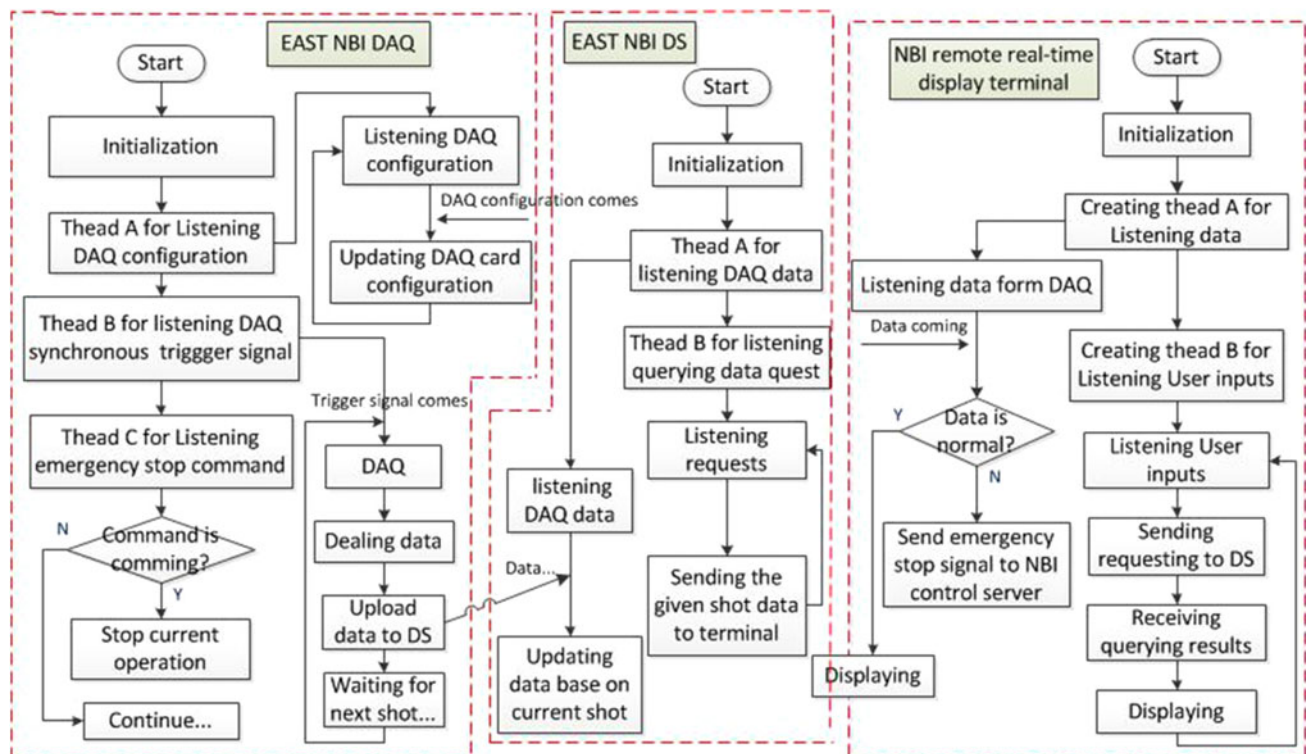 EAST NBI DAQ
Start
Initialization
Thead A for Listening
DAQ configuration
Thead B for listening DAQ
synchronous triggger signal
Thead C for Listening
emergency stop command
N
Command is
comming?
Y
Stop current
operation
Continue...
Listening DAQ
configuration
DAQ configuration comes
Updating DAQ card
configuration
Trigger signal comes
DAQ
Dealing data
Upload
data to DS
Waiting for
next shot...
EAST NBI DS
Start
Initialization
Thead A for
listening DAQ data
Thead B for listening
querying data quest
Listening
requests
Sending the
given shot data
to terminal
listening
DAQ data
Data...
Updating
data base on
current shot
NBI remote real-time
display terminal
Start
Initialization
Creating thead A for
Listening data
Listening data form DAQ
Data coming
Creating thead B for
Listening User inputs
Y
Data is
normal?
N
Send emergency
stop signal to NBI
control server
Displaying
Listening User
inputs
Sending
requesting to DS
Receiving
querying results
Displaying